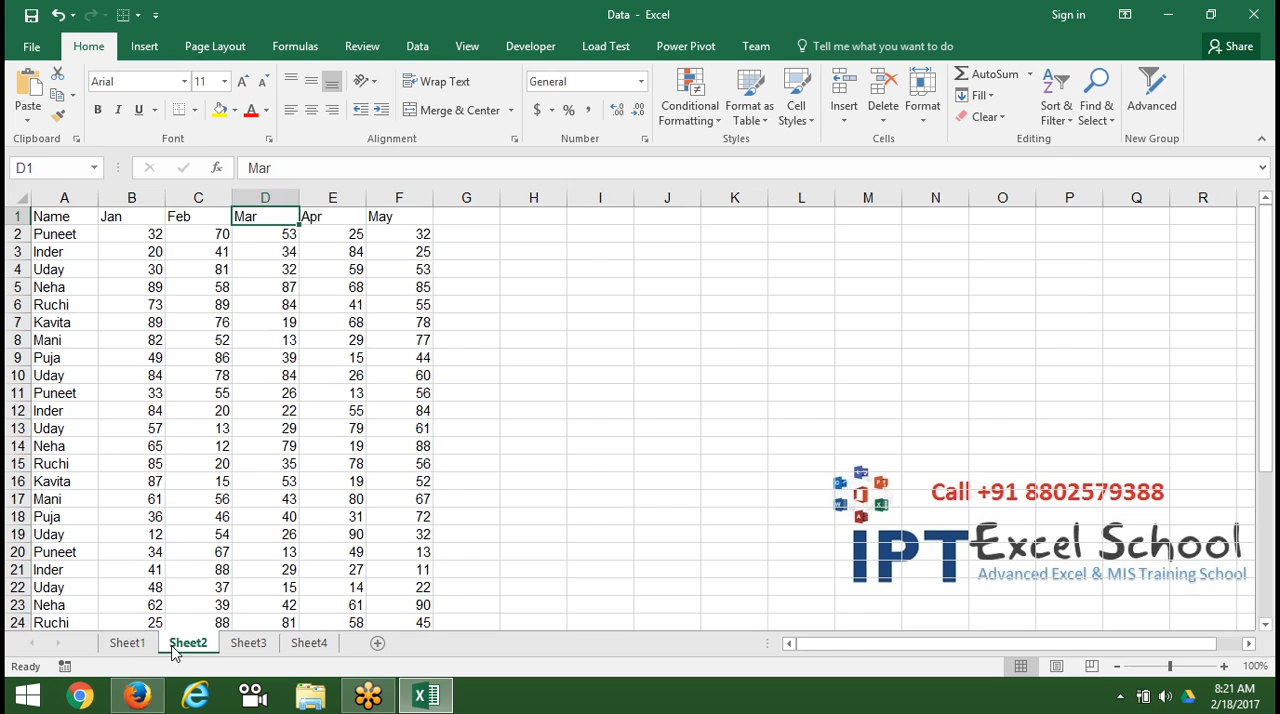 Data - Excel
Sign in
File Home Insert Page Layout Formulas Review Data View Developer Load Test Power Pivot Team Tell me what you want to do Share
Paste
Arial 11
B I U A
Wrap Text
Merge & Center
General
$ % ,
Conditional Formatting
Format as Table
Cell Styles
Insert Delete Format
AutoSum
Fill
Clear
Sort & Filter
Find & Select
Advanced
Clipboard Font Alignment Number Styles Cells Editing New Group
D1 fx Mar
A B C D E F G H I J K L M N O P Q R
1 Name Jan Feb Mar Apr May
2 Puneet 32 70 53 25 32
3 Inder 20 41 34 84 25
4 Uday 30 81 32 59 53
5 Neha 89 58 87 68 85
6 Ruchi 73 89 84 41 55
7 Kavita 89 76 19 68 78
8 Mani 82 52 13 29 77
9 Puja 49 86 39 15 44
10 Uday 84 78 84 26 60
11 Puneet 33 55 26 13 56
12 Inder 84 20 22 55 84
13 Uday 57 13 29 79 61
14 Neha 65 12 79 19 88
15 Ruchi 85 20 35 78 56
16 Kavita 87 15 53 19 52
17 Mani 61 56 43 80 67
18 Puja 36 46 40 31 72
19 Uday 12 54 26 90 32
20 Puneet 34 67 13 49 13
21 Inder 41 88 29 27 11
22 Uday 48 37 15 14 22
23 Neha 62 39 42 61 90
24 Ruchi 25 88 81 58 45
Call +91 8802579388
IPT Excel School
Advanced Excel & MIS Training School
Sheet1 Sheet2 Sheet3 Sheet4
Ready 100%
8:21 AM
2/18/2017